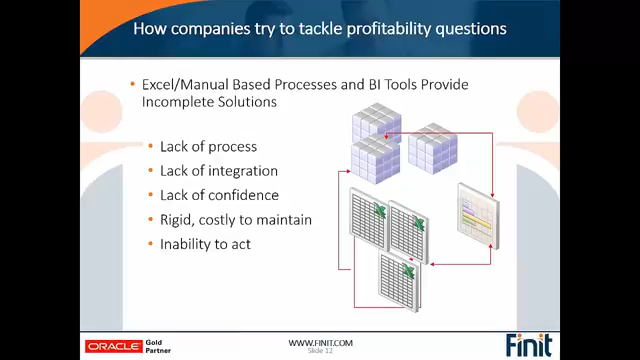 How companies try to tackle profitability questions
• Excel/Manual Based Processes and BI Tools Provide
Incomplete Solutions
• Lack of process
• Lack of integration
• Lack of confidence
• Rigid, costly to maintain
• Inability to act
ORACLE Gold
Partner
WWW.FINIT.COM
Slide 12
Finit